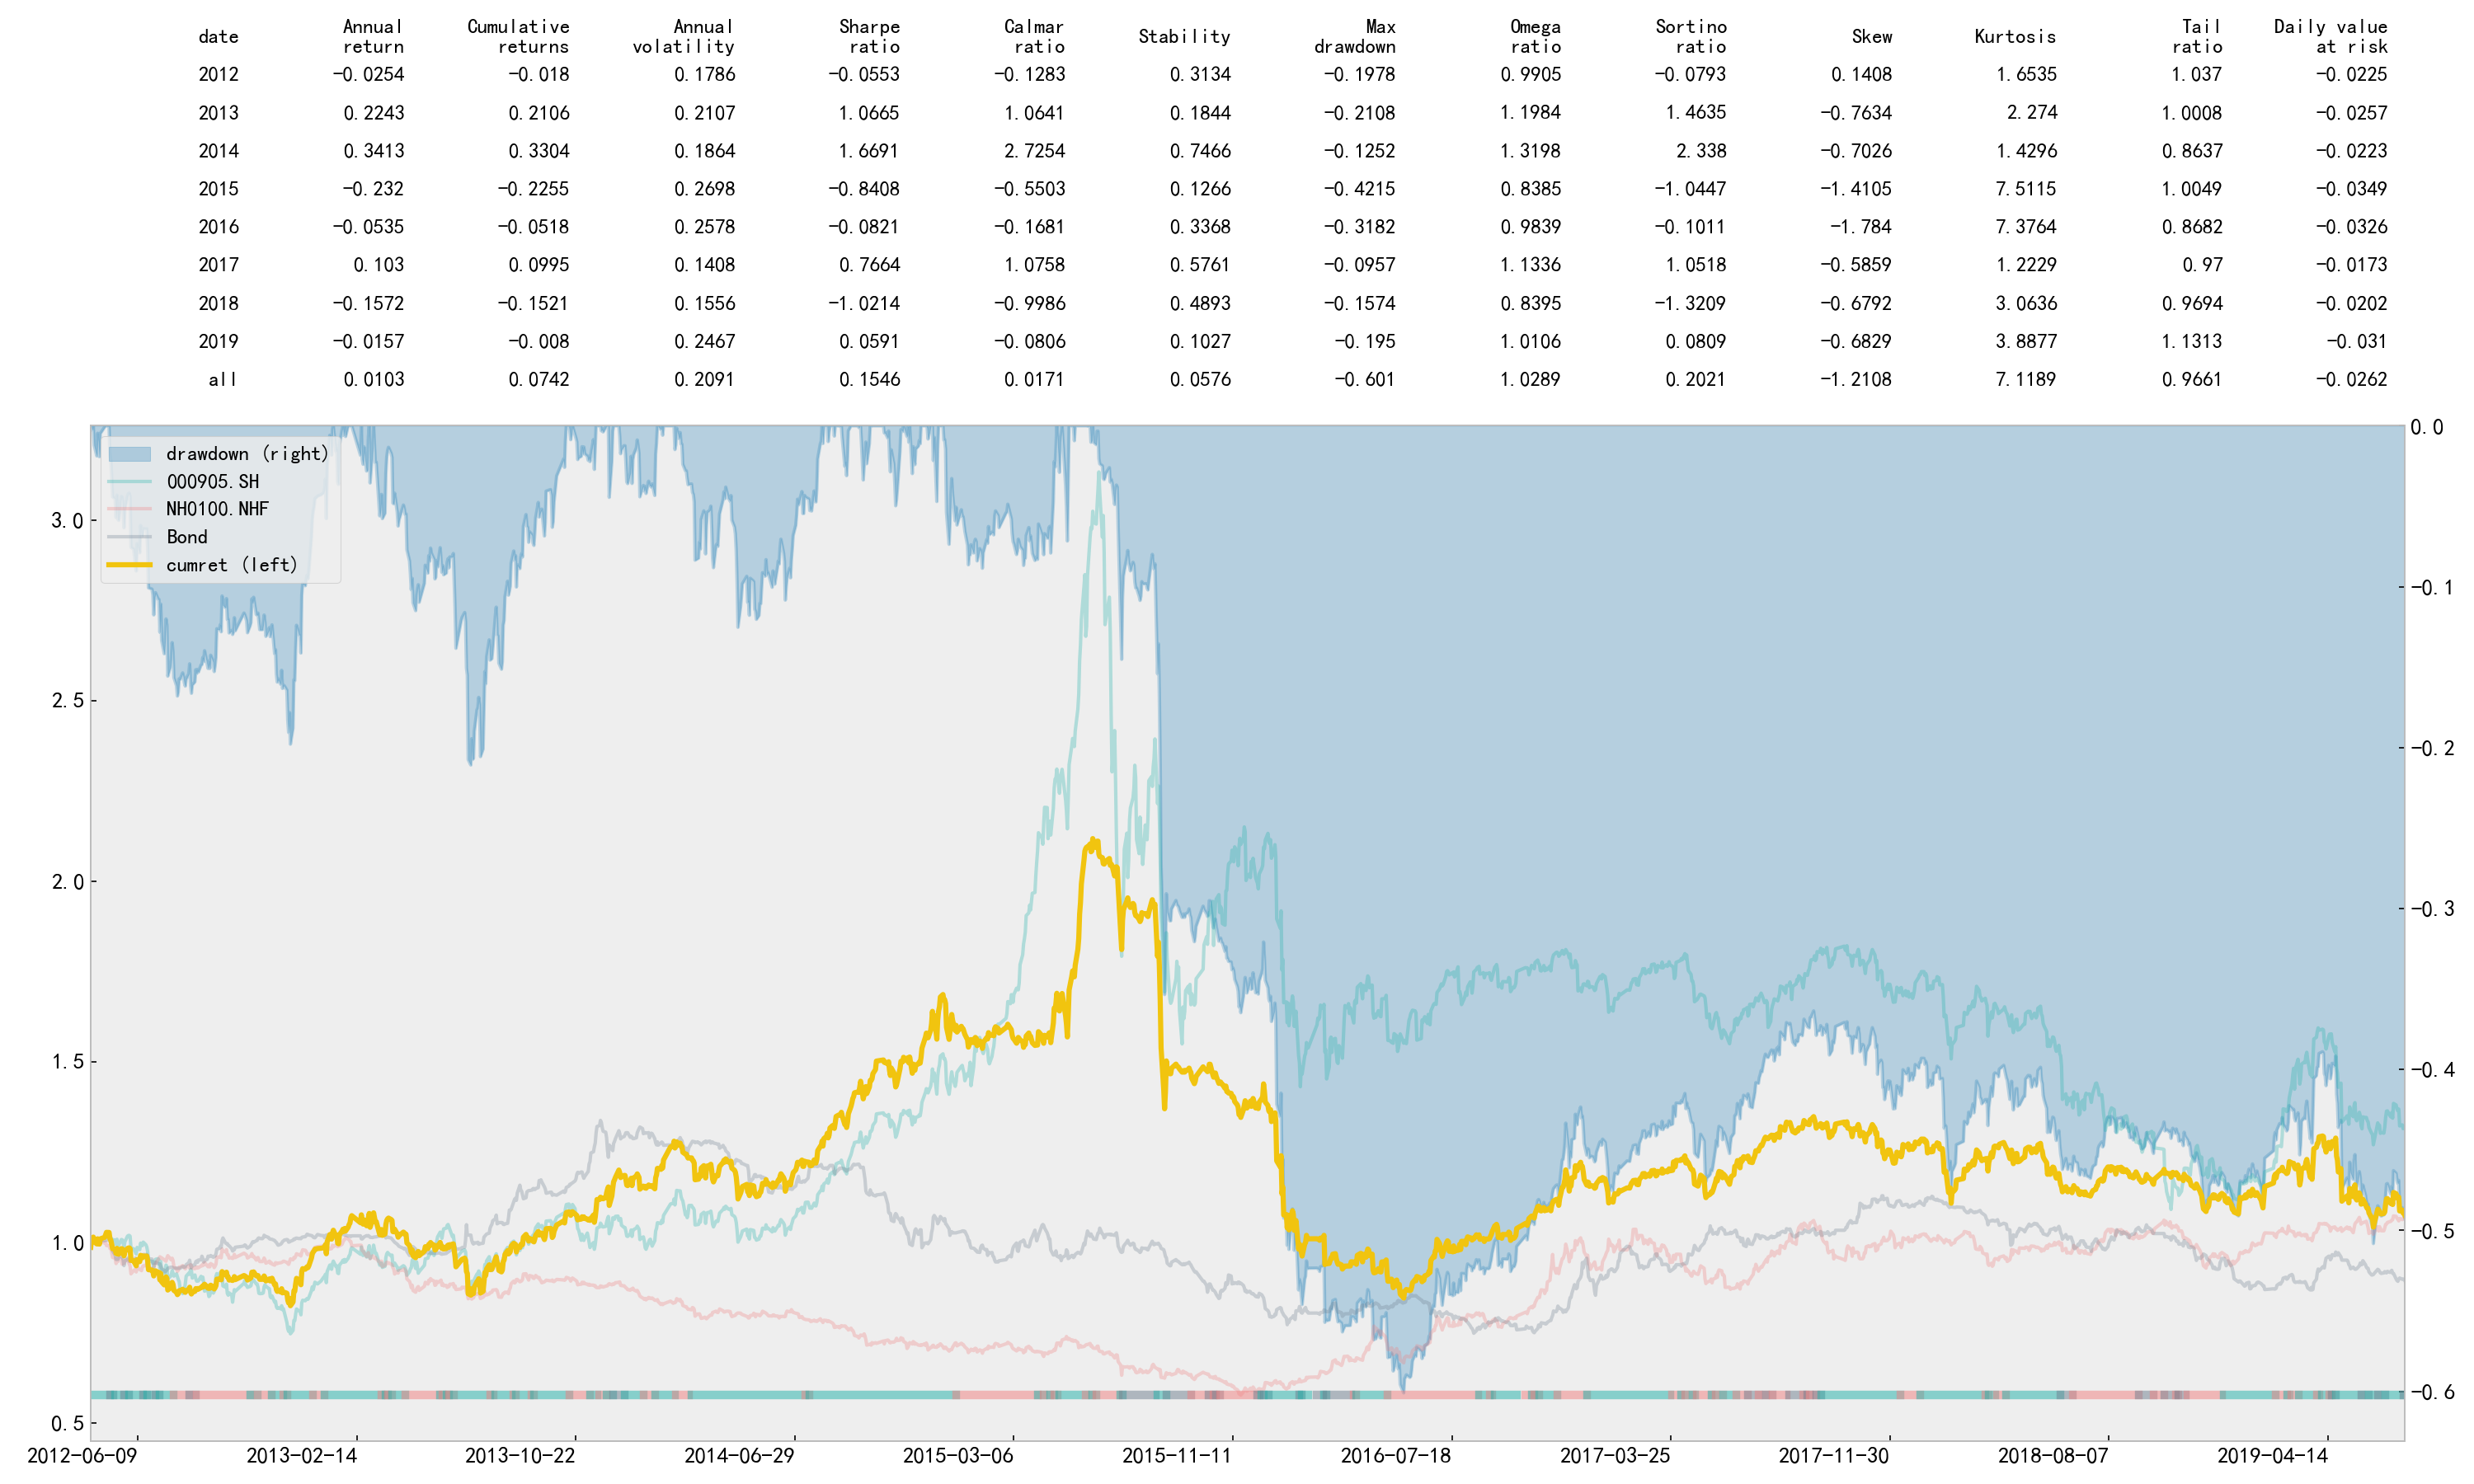 date Annual return Cumulative returns Annual volatility Sharpe ratio Calmar ratio Stability Max drawdown Omega ratio Sortino ratio Skew Kurtosis Tail ratio Daily value at risk
2012 -0.0254 -0.018 0.1786 -0.0553 -0.1283 0.3134 -0.1978 0.9905 -0.0793 0.1408 1.6535 1.037 -0.0225
2013 0.2243 0.2106 0.2107 1.0665 1.0641 0.1844 -0.2108 1.1984 1.4635 -0.7634 2.274 1.0008 -0.0257
2014 0.3413 0.3304 0.1864 1.6691 2.7254 0.7466 -0.1252 1.3198 2.338 -0.7026 1.4296 0.8637 -0.0223
2015 -0.232 -0.2255 0.2698 -0.8408 -0.5503 0.1266 -0.4215 0.8385 -1.0447 -1.4105 7.5115 1.0049 -0.0349
2016 -0.0535 -0.0518 0.2578 -0.0821 -0.1681 0.3368 -0.3182 0.9839 -0.1011 -1.784 7.3764 0.8682 -0.0326
2017 0.103 0.0995 0.1408 0.7664 1.0758 0.5761 -0.0957 1.1336 1.0518 -0.5859 1.2229 0.97 -0.0173
2018 -0.1572 -0.1521 0.1556 -1.0214 -0.9986 0.4893 -0.1574 0.8395 -1.3209 -0.6792 3.0636 0.9694 -0.0202
2019 -0.0157 -0.008 0.2467 0.0591 -0.0806 0.1027 -0.195 1.0106 0.0809 -0.6829 3.8877 1.1313 -0.031
all 0.0103 0.0742 0.2091 0.1546 0.0171 0.0576 -0.601 1.0289 0.2021 -1.2108 7.1189 0.9661 -0.0262
drawdown (right)
000905.SH
NH0100.NHF
Bond
cumret (left)
3.0
2.5
2.0
1.5
1.0
0.5
0.0
-0.1
-0.2
-0.3
-0.4
-0.5
-0.6
2012-06-09 2013-02-14 2013-10-22 2014-06-29 2015-03-06 2015-11-11 2016-07-18 2017-03-25 2017-11-30 2018-08-07 2019-04-14